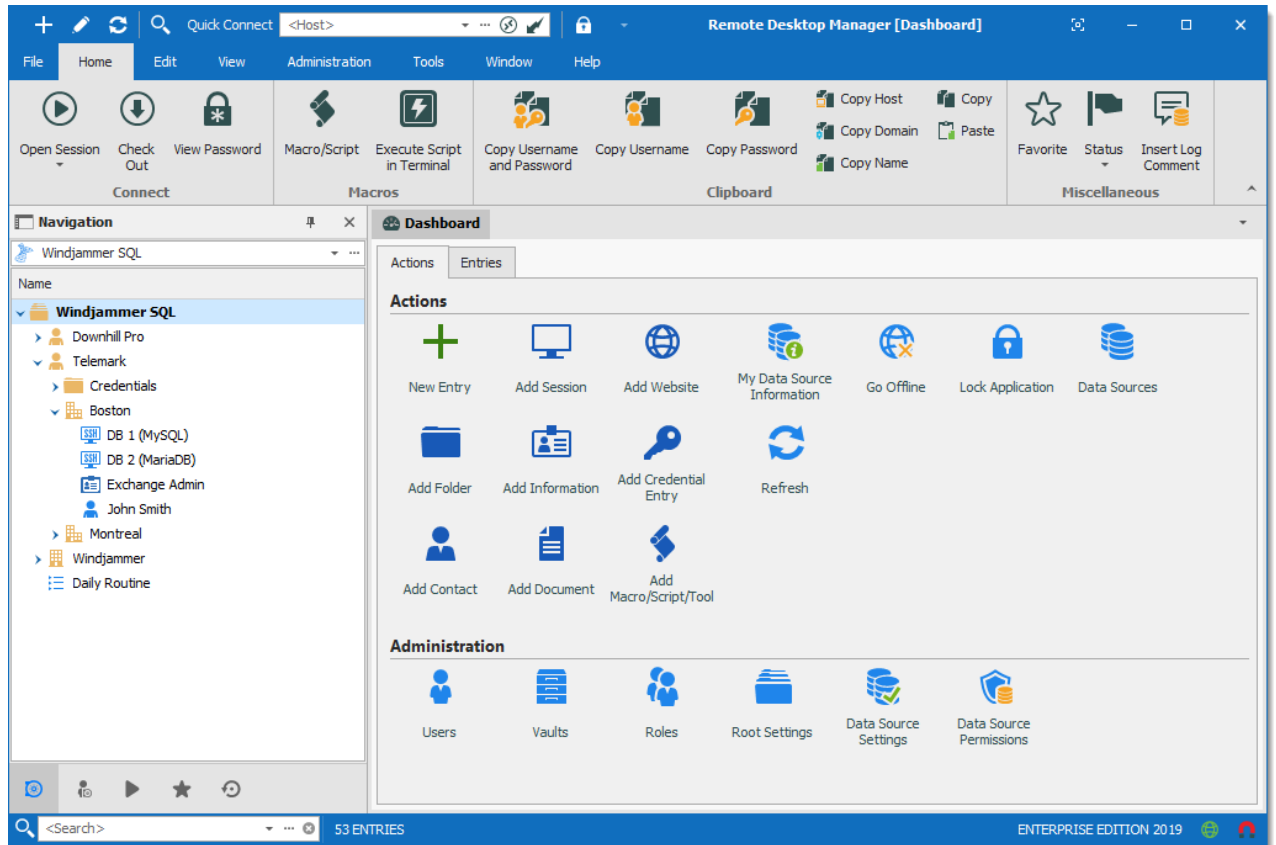 Quick Connect <Host> Remote Desktop Manager [Dashboard]
File Home Edit View Administration Tools Window Help
Open Session
Check
Out
View Password
Connect
Macro/Script
Execute Script
in Terminal
Macros
Copy Username
and Password
Copy Username
Copy Password
Copy Host
Copy Domain
Copy Name
Copy
Paste
Clipboard
Favorite
Status
Insert Log
Comment
Miscellaneous
Navigation
Windjammer SQL
Name
Windjammer SQL
Downhill Pro
Telemark
Credentials
Boston
SSH DB 1 (MySQL)
SSH DB 2 (MariaDB)
Exchange Admin
John Smith
Montreal
Windjammer
Daily Routine
Dashboard
Actions Entries
Actions
New Entry
Add Session
Add Website
My Data Source
Information
Go Offline
Lock Application
Data Sources
Add Folder
Add Information
Add Credential
Entry
Refresh
Add Contact
Add Document
Add
Macro/Script/Tool
Administration
Users
Vaults
Roles
Root Settings
Data Source
Settings
Data Source
Permissions
<Search> 53 ENTRIES ENTERPRISE EDITION 2019